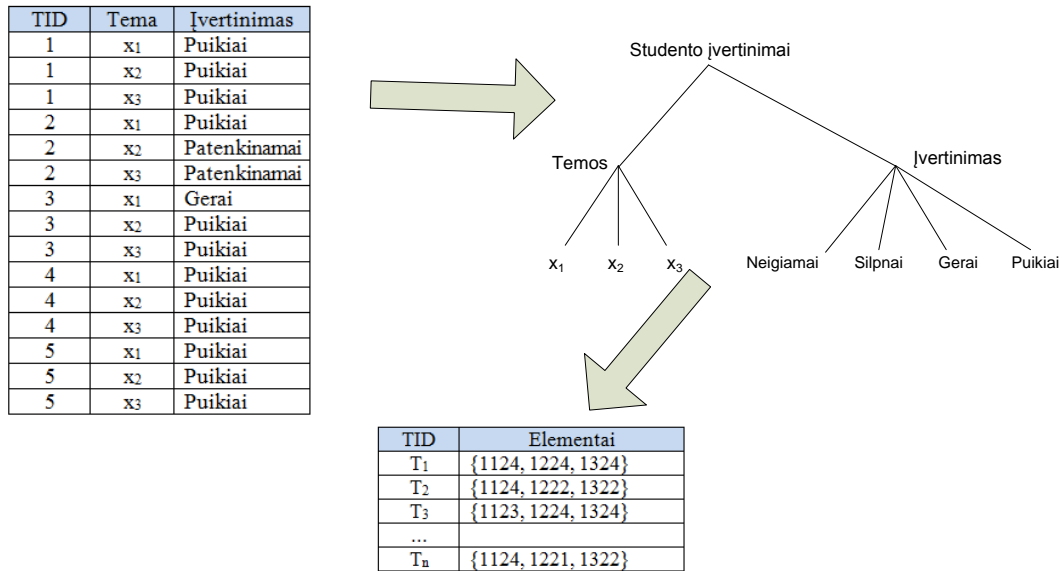 TID Tema Įvertinimas
1 x1 Puikiai
1 x2 Puikiai
1 x3 Puikiai
2 x1 Puikiai
2 x2 Patenkinamai
2 x3 Patenkinamai
3 x1 Gerai
3 x2 Puikiai
3 x3 Puikiai
4 x1 Puikiai
4 x2 Puikiai
4 x3 Puikiai
5 x1 Puikiai
5 x2 Puikiai
5 x3 Puikiai
Studento įvertinimai
Temos Įvertinimas
x1 x2 x3 Neigiamai Silpnai Gerai Puikiai
TID Elementai
T1 {1124, 1224, 1324}
T2 {1124, 1222, 1322}
T3 {1123, 1224, 1324}
...
Tn {1124, 1221, 1322}